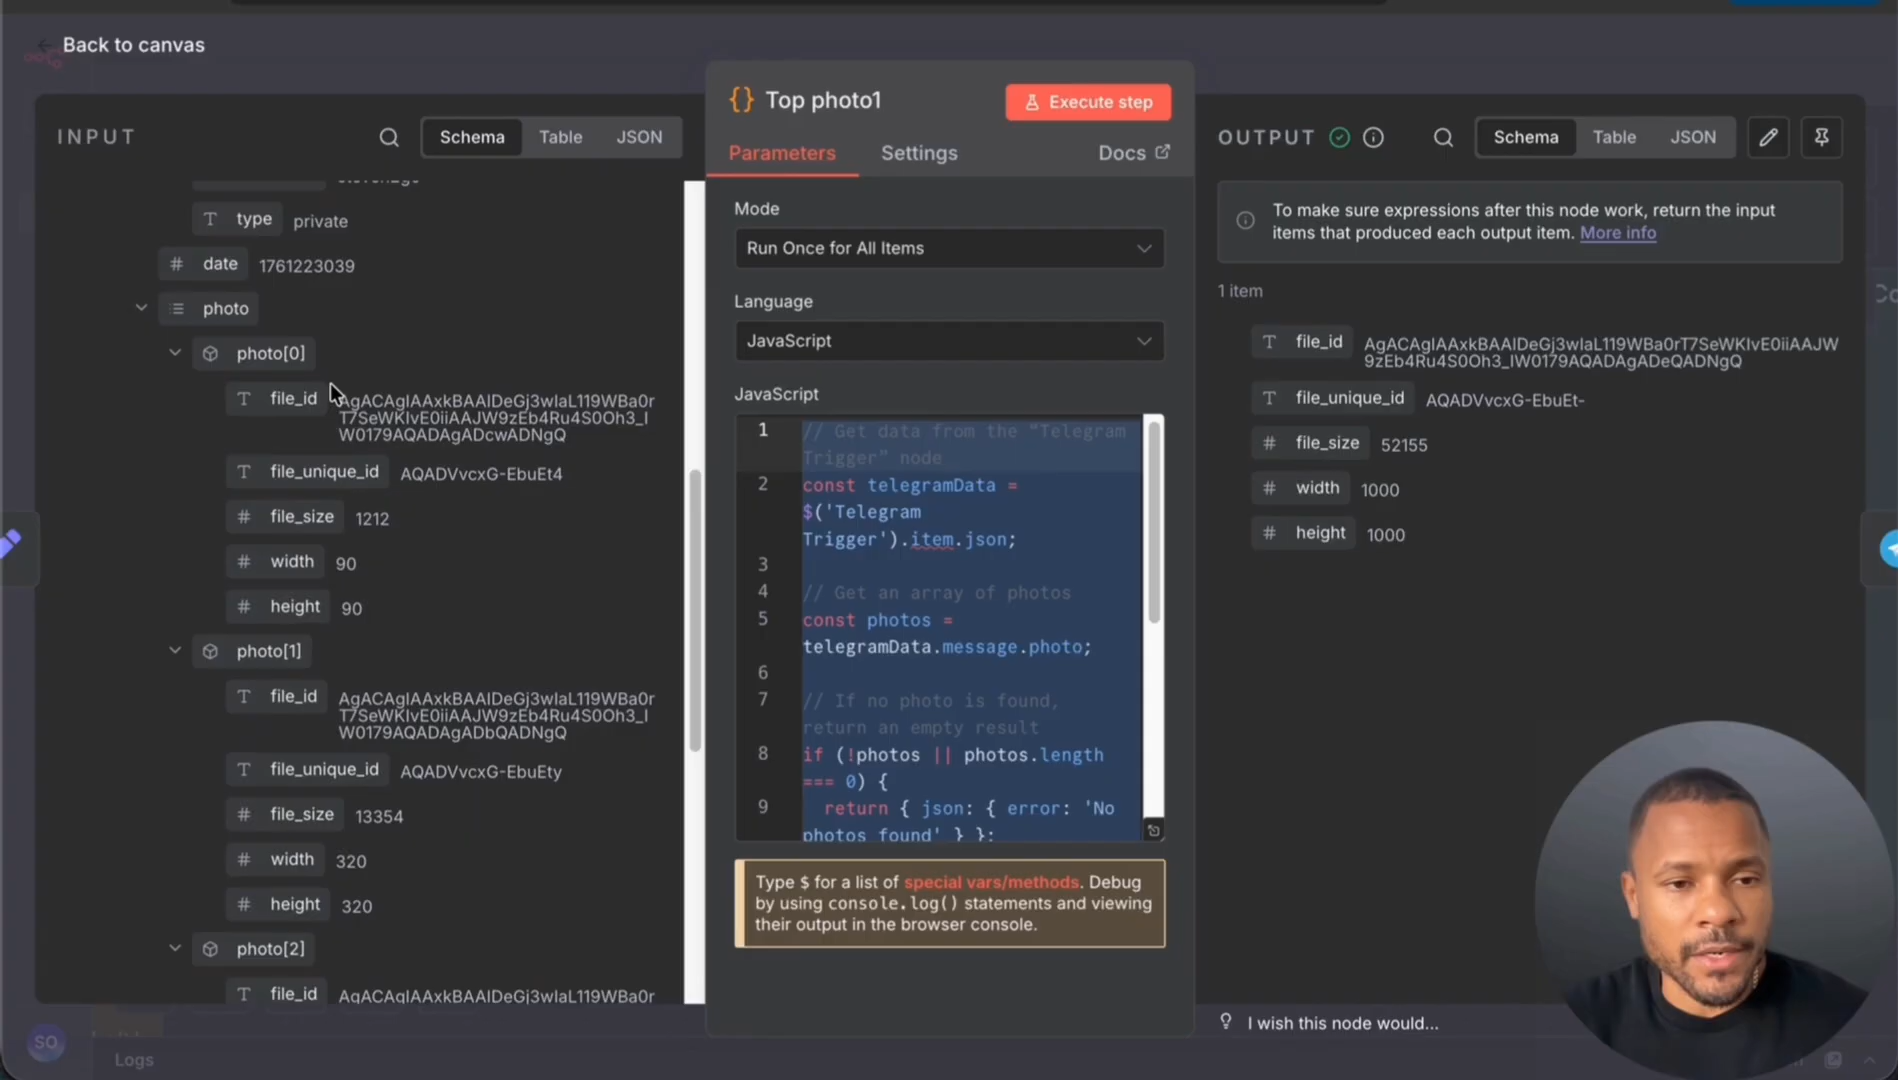 Back to canvas
INPUT
Schema
Table
JSON
type
private
date
1761223039
photo
photo[0]
file_id
AgACAgIAAxkBAAIDeGj3wIaL119WBa0r
T7SeWKIvE0iiAAJW9zEb4Ru4S0Oh3_I
W0179AQADAgADcwADNgQ
file_unique_id
AQADVvcxG-EbuEt4
file_size
1212
width
90
height
90
photo[1]
file_id
AgACAgIAAxkBAAIDeGj3wIaL119WBa0r
T7SeWKIvE0iiAAJW9zEb4Ru4S0Oh3_I
W0179AQADAgADbQADNgQ
file_unique_id
AQADVvcxG-EbuEty
file_size
13354
width
320
height
320
photo[2]
file_id
AgACAgIAAxkBAAIDeGj3wIaL119WBa0r
SO
Logs
{} Top photo1
Execute step
Parameters
Settings
Docs
Mode
Run Once for All Items
Language
JavaScript
JavaScript
1 // Get data from the "Telegram
Trigger" node
2 const telegramData =
$('Telegram
Trigger').item.json;
3
4 // Get an array of photos
5 const photos =
telegramData.message.photo;
6
7 // If no photo is found,
return an empty result
8 if (!photos || photos.length
=== 0) {
9 return { json: { error: 'No
photos found' } };
Type $ for a list of special vars/methods. Debug
by using console.log() statements and viewing
their output in the browser console.
OUTPUT
Schema
Table
JSON
To make sure expressions after this node work, return the input
items that produced each output item. More info
1 item
file_id
AgACAgIAAxkBAAIDeGj3wIaL119WBa0rT7SeWKIvE0iiAAJW
9zEb4Ru4S0Oh3_IW0179AQADAgADeQADNgQ
file_unique_id
AQADVvcxG-EbuEt-
file_size
52155
width
1000
height
1000
I wish this node would...